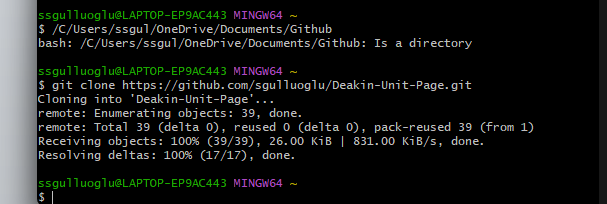 ssgulluoglu@LAPTOP-EP9AC443 MINGW64 ~
$ /C/Users/ssgul/OneDrive/Documents/Github
bash: /C/Users/ssgul/OneDrive/Documents/Github: Is a directory
ssgulluoglu@LAPTOP-EP9AC443 MINGW64 ~
$ git clone https://github.com/sgulluoglu/Deakin-Unit-Page.git
Cloning into 'Deakin-Unit-Page'...
remote: Enumerating objects: 39, done.
remote: Total 39 (delta 0), reused 0 (delta 0), pack-reused 39 (from 1)
Receiving objects: 100% (39/39), 26.00 KiB | 831.00 KiB/s, done.
Resolving deltas: 100% (17/17), done.
ssgulluoglu@LAPTOP-EP9AC443 MINGW64 ~
$